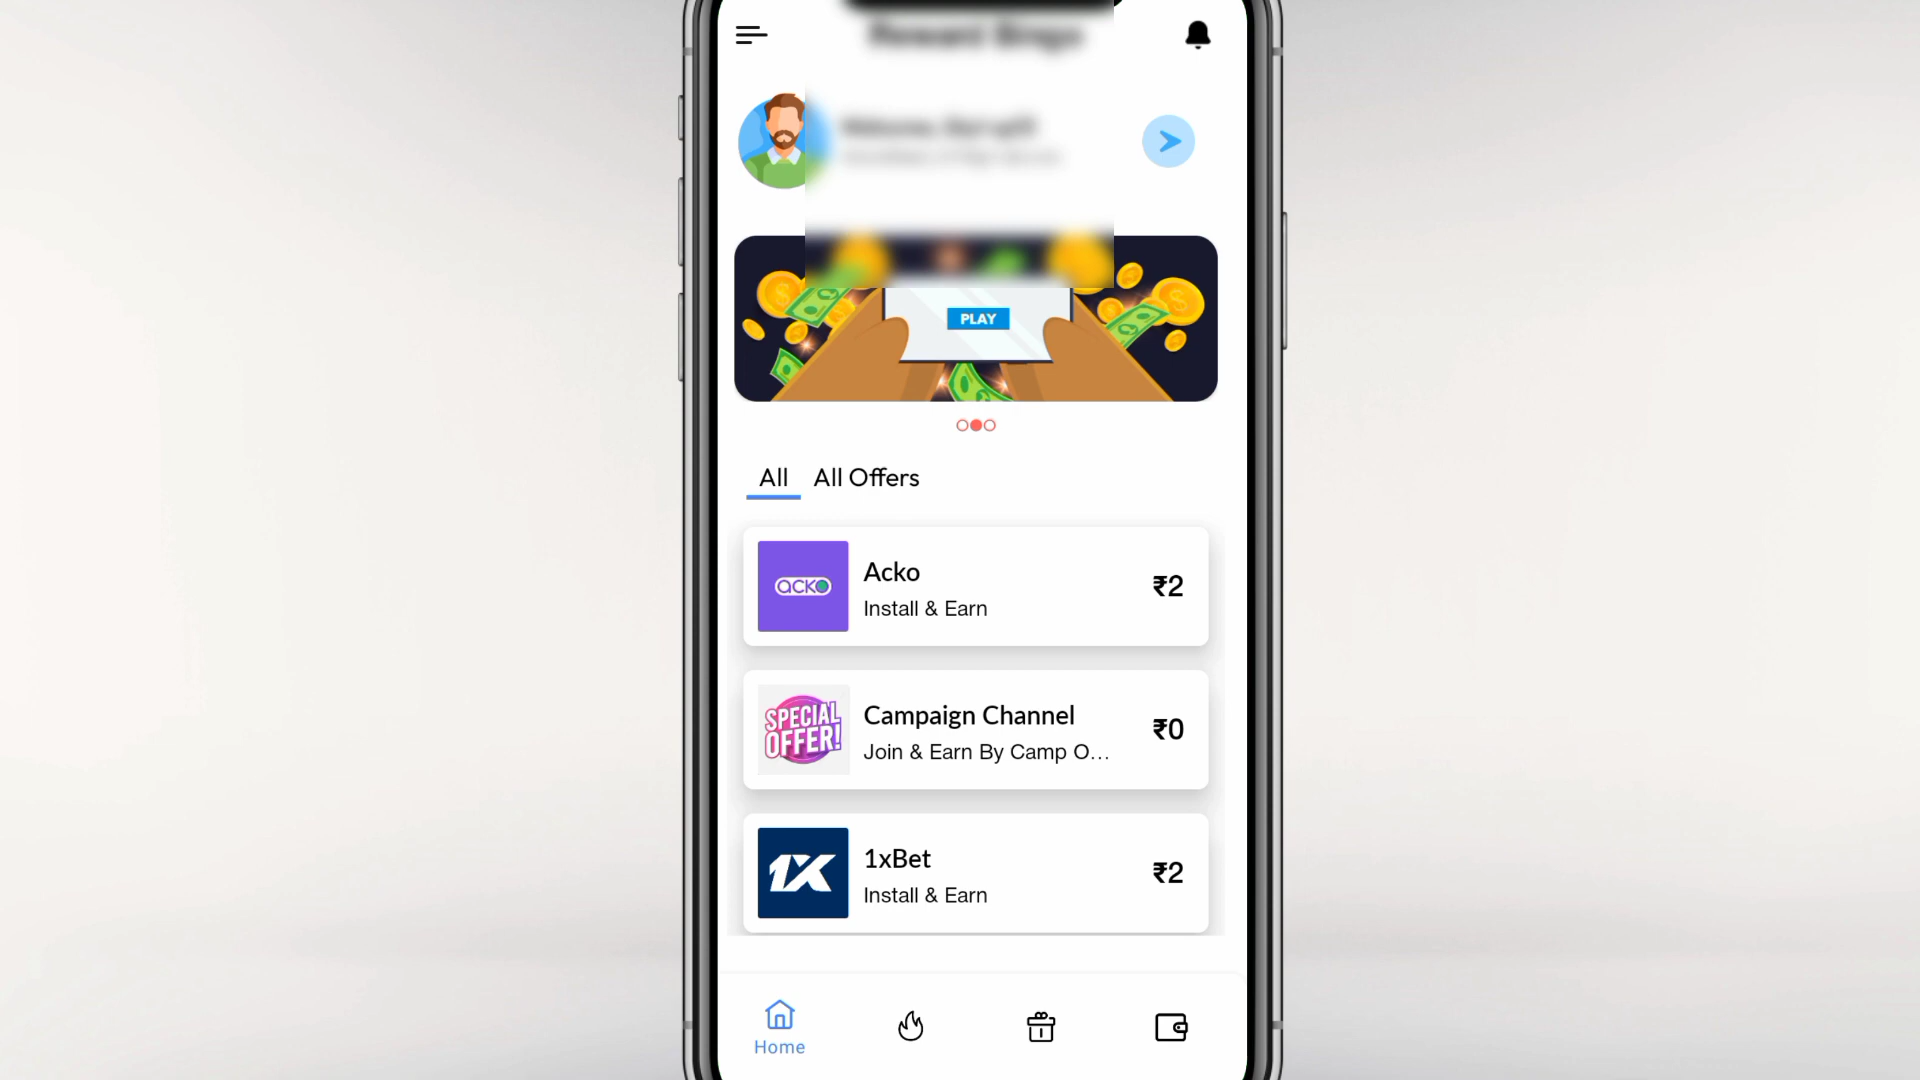 PLAY
All All Offers
acko
Acko
₹2
Install & Earn
SPECIAL
OFFER!
Campaign Channel
₹0
Join & Earn By Camp O...
1X
1xBet
₹2
Install & Earn
Home